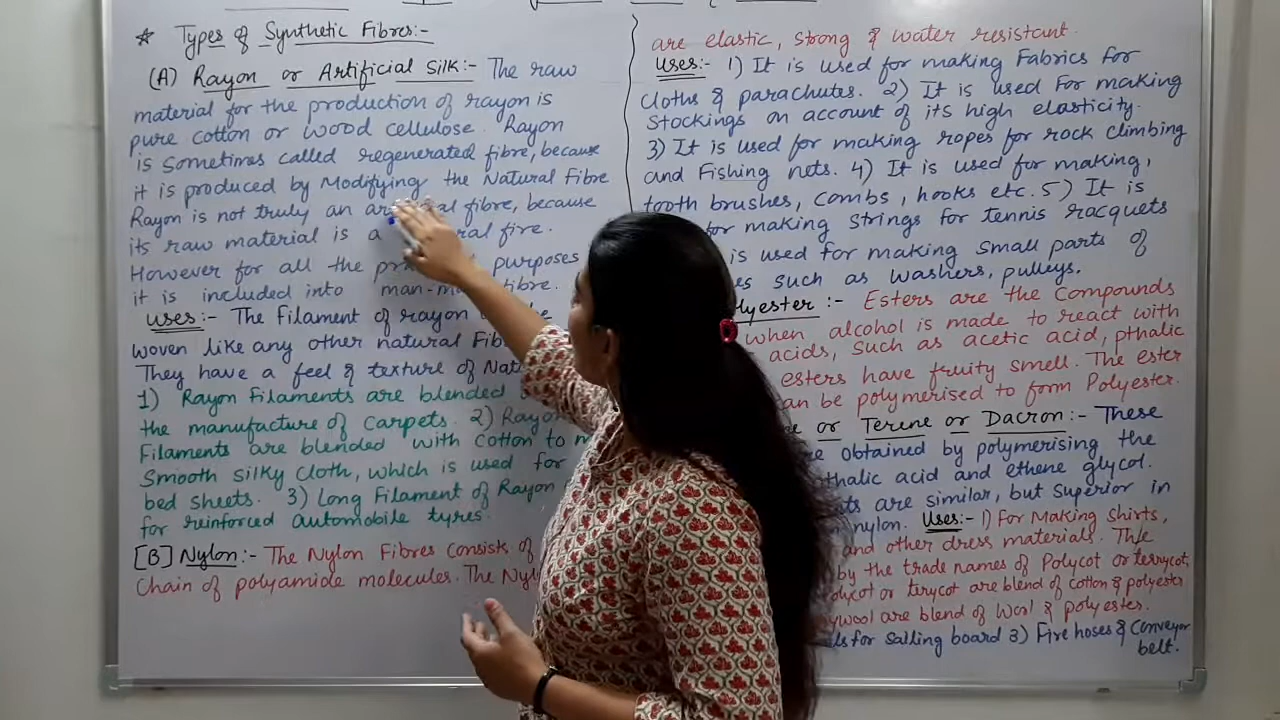 * Types of Synthetic Fibres:-
(A) Rayon or Artificial Silk:- The raw
material for the production of rayon is
pure cotton or wood cellulose. Rayon
is sometimes called regenerated fibre, because
it is produced by Modifying the Natural Fibre
Rayon is not truly an fibre, because
its raw material is a fire.
However for all the purposes
it is included into fibre.
uses:- The Filament of rayon
woven like any other natural
They have a feel & texture of
1) Rayon Filaments are blended
the manufacture of carpets. 2)
Filaments are blended with cotton to
Smooth silky cloth, which is used for
bed sheets. 3) Long Filament of Rayon
for reinforced automobile tyres.
[B] Nylon:- The Nylon Fibres consists of
Chain of polyamide molecules. The
are elastic, strong & water resistant.
Uses:- 1) It is used for making Fabrics for
cloths & parachutes. 2) It is used for making
Stockings on account of its high elasticity.
3) It is used for making ropes for rock climbing
and Fishing nets. 4) It is used for making,
tooth brushes, combs, hooks etc. 5) It is
for making Strings for tennis racquets
is used for making small parts of
such as washers, pulleys.
:- Esters are the compounds
when alcohol is made to react with
acids, such as acetic acid, pthalic
esters have fruity smell. The ester
can be polymerised to form Polyester.
or Terene or Dacron:- These
obtained by polymerising the
acid and ethene glycol.
are similar, but superior in
nylon. Uses:- 1) For Making Shirts,
and other dress materials. The
by the trade names of Polycot or terrycot,
or terycot are blend of cotton & polyester
are blend of Wool & polyester.
for sailing board 3) Fire hoses & Conveyor
belt.